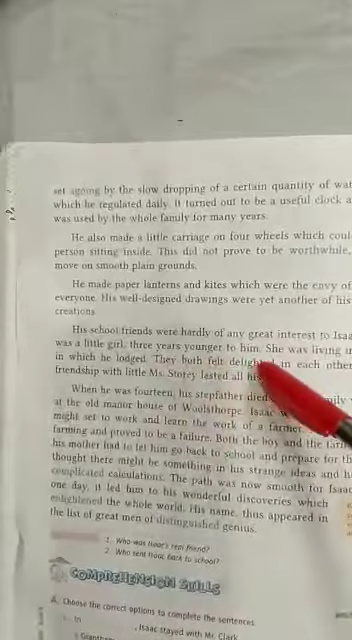 set agoing by the slow dropping of a certain quantity of wat
which he regulated daily. It turned out to be a useful clock a
was used by the whole family for many years.
He also made a little carriage on four wheels which coul
person sitting inside. This did not prove to be worthwhile,
move on smooth plain grounds.
He made paper lanterns and kites which were the envy of
everyone. His well-designed drawings were yet another of his
creations
His school friends were hardly of any great interest to Isaa
was a little girl, three years younger to him. She was living in
in which he lodged. They both felt delight in each other
friendship with little Ms. Storey lasted all hi
When he was fourteen, his stepfather died
at the old manor house of Woolsthorpe. Isaac w
might set to work and learn the work of a farmer.
farming and proved to be a failure. Both the boy and the farm
his mother had to let him go back to school and prepare for th
thought there might be something in his strange ideas and h
complicated calculations. The path was now smooth for Isaac
one day, it led him to his wonderful discoveries which
enlightened the whole world. His name, thus appeared in
the list of great men of distinguished genius.
1. Who was Isaac's real friend?
2. Who sent Isaac back to school?
COMPREHENSION SKILLS
A. Choose the correct options to complete the sentences.
1. In
, Isaac stayed with Mr. Clark.